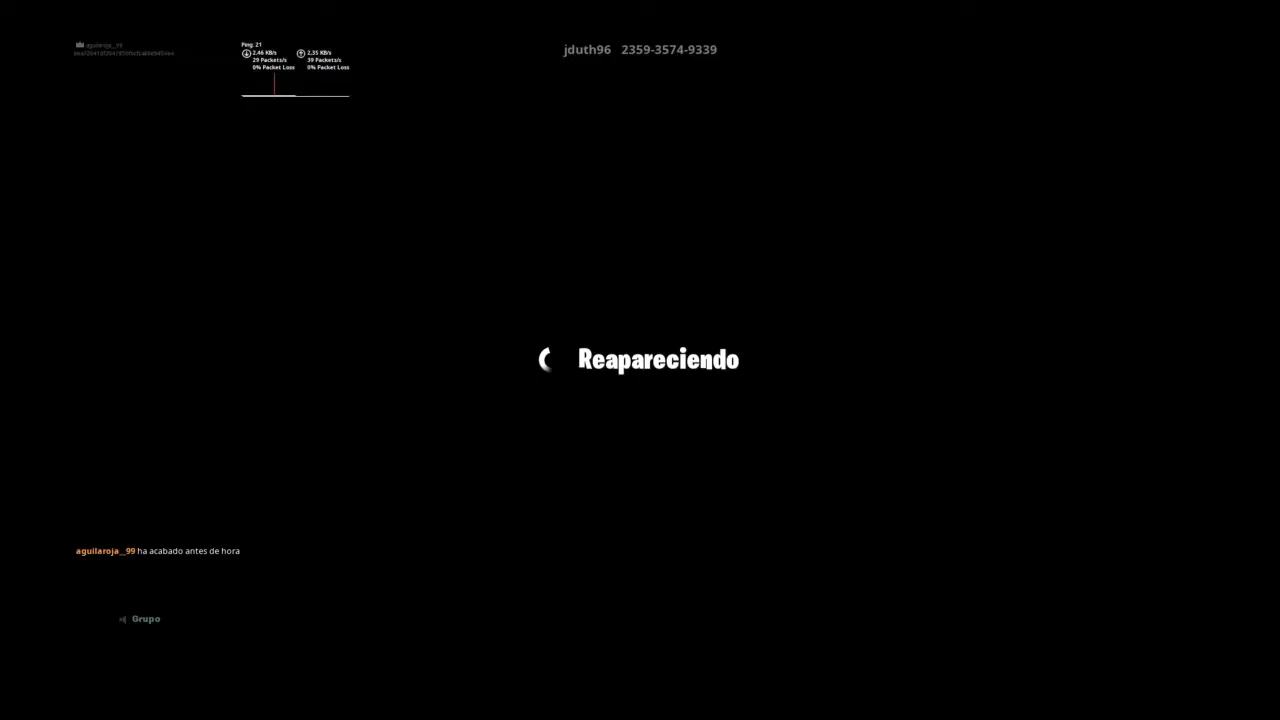 aguilaroja__99
Ping: 21
2.46 KB/s
29 Packets/s
0% Packet Loss
2.35 KB/s
39 Packets/s
0% Packet Loss
jduth96 2359-3574-9339
Reapareciendo
aguilaroja__99 ha acabado antes de hora
Grupo